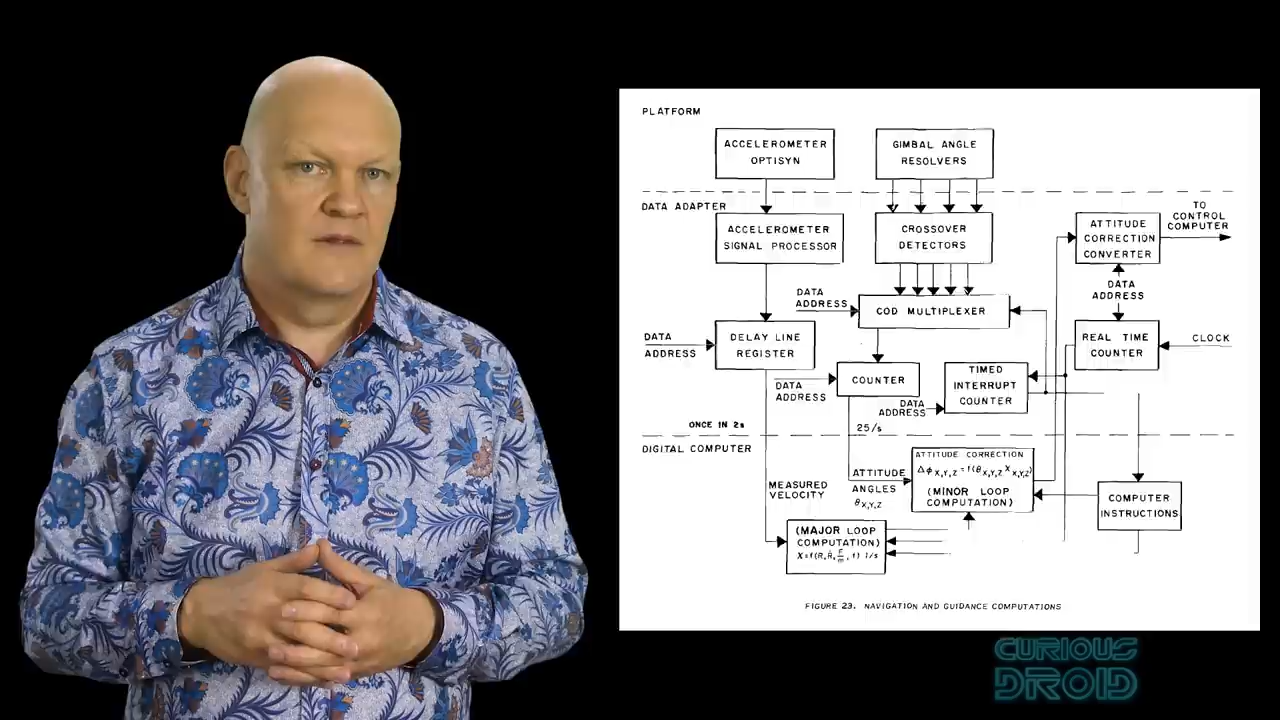 PLATFORM
ACCELEROMETER
OPTISYN
GIMBAL ANGLE
RESOLVERS
DATA ADAPTER
TO
CONTROL
COMPUTER
ACCELEROMETER
SIGNAL PROCESSOR
CROSSOVER
DETECTORS
ATTITUDE
CORRECTION
CONVERTER
DATA
ADDRESS
DATA
ADDRESS
COD MULTIPLEXER
DATA
ADDRESS
DELAY LINE
REGISTER
REAL TIME
COUNTER
CLOCK
DATA
ADDRESS
COUNTER
TIMED
INTERRUPT
COUNTER
DATA
ADDRESS
ONCE IN 2s
25/s
DIGITAL COMPUTER
ATTITUDE CORRECTION
Δϕ X,Y,Z = f(θ X,Y,Z X X,Y,Z)
(MINOR LOOP
COMPUTATION)
MEASURED
VELOCITY
ATTITUDE
ANGLES
θ X,Y,Z
COMPUTER
INSTRUCTIONS
(MAJOR LOOP
COMPUTATION)
FIGURE 23. NAVIGATION AND GUIDANCE COMPUTATIONS
CURIOUS
DROID